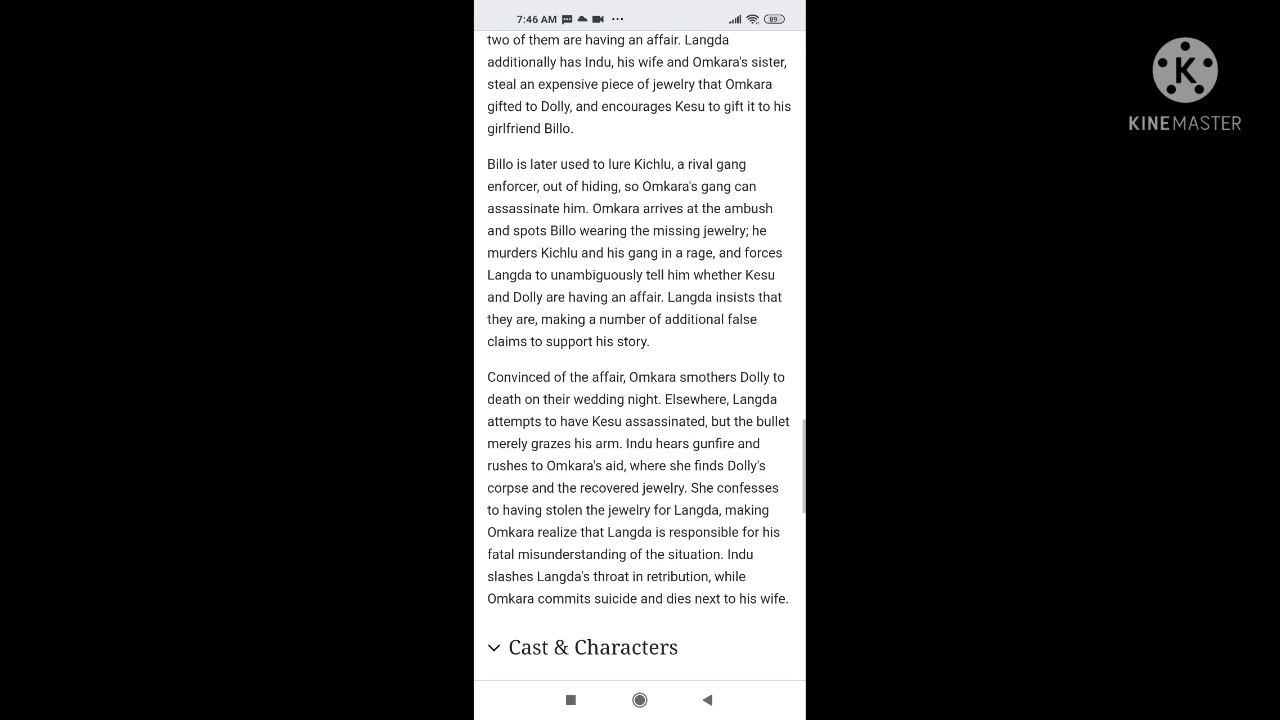 7:46 AM
89
two of them are having an affair. Langda
additionally has Indu, his wife and Omkara's sister,
steal an expensive piece of jewelry that Omkara
gifted to Dolly, and encourages Kesu to gift it to his
girlfriend Billo.
Billo is later used to lure Kichlu, a rival gang
enforcer, out of hiding, so Omkara's gang can
assassinate him. Omkara arrives at the ambush
and spots Billo wearing the missing jewelry; he
murders Kichlu and his gang in a rage, and forces
Langda to unambiguously tell him whether Kesu
and Dolly are having an affair. Langda insists that
they are, making a number of additional false
claims to support his story.
Convinced of the affair, Omkara smothers Dolly to
death on their wedding night. Elsewhere, Langda
attempts to have Kesu assassinated, but the bullet
merely grazes his arm. Indu hears gunfire and
rushes to Omkara's aid, where she finds Dolly's
corpse and the recovered jewelry. She confesses
to having stolen the jewelry for Langda, making
Omkara realize that Langda is responsible for his
fatal misunderstanding of the situation. Indu
slashes Langda's throat in retribution, while
Omkara commits suicide and dies next to his wife.
Cast & Characters
K
KINEMASTER